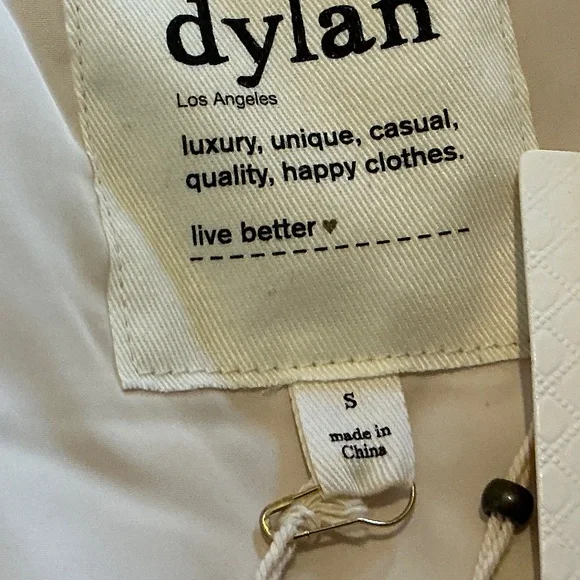 dylan
Los Angeles
luxury, unique, casual,
quality, happy clothes.
live better
S
made in
China